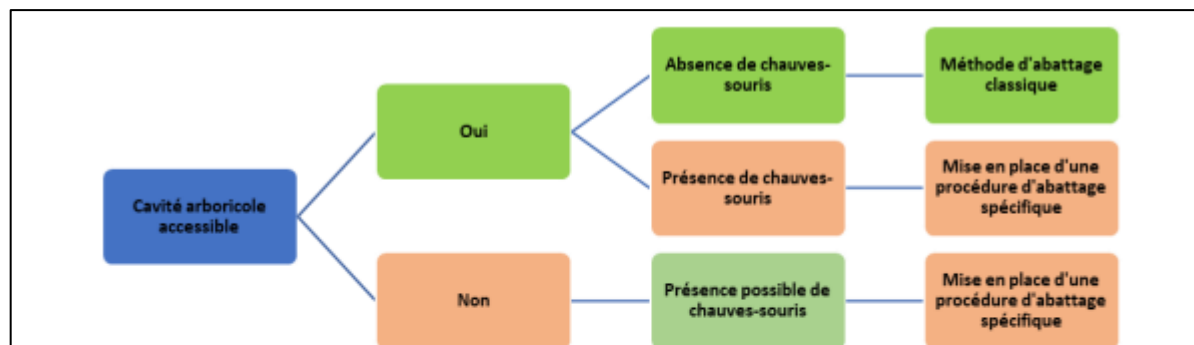 Absence de chauves-
souris
Méthode d'abattage
classique
Oui
Présence de chauves-
souris
Mise en place d'une
procédure d'abattage
spécifique
Cavité arboricole
accessible
Non
Présence possible de
chauves-souris
Mise en place d'une
procédure d'abattage
spécifique